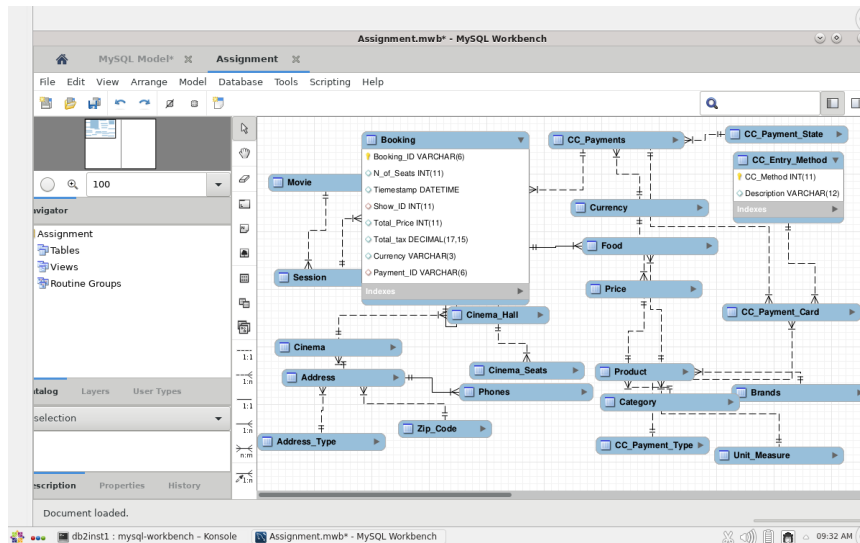 Assignment.mwb* - MySQL Workbench
MySQL Model*
Assignment
File Edit View Arrange Model Database Tools Scripting Help
100
avigator
Assignment
Tables
Views
Routine Groups
atalog Layers User Types
selection
escription Properties History
Document loaded.
1:1
1:n
1:1
1:n
n:m
1:n
Booking
Booking_ID VARCHAR(6)
N_of_Seats INT(11)
Tiemestamp DATETIME
Show_ID INT(11)
Total_Price INT(11)
Total_tax DECIMAL(17,15)
Currency VARCHAR(3)
Payment_ID VARCHAR(6)
Indexes
CC_Payments
CC_Payment_State
CC_Entry_Method
CC_Method INT(11)
Description VARCHAR(12)
Indexes
Movie
Currency
Food
Session
Price
Cinema_Hall
CC_Payment_Card
Cinema
Cinema_Seats
Product
Address
Phones
Brands
Category
Zip_Code
Address_Type
CC_Payment_Type
Unit_Measure
db2inst1 : mysql-workbench – Konsole
Assignment.mwb* - MySQL Workbench
09:32 AM